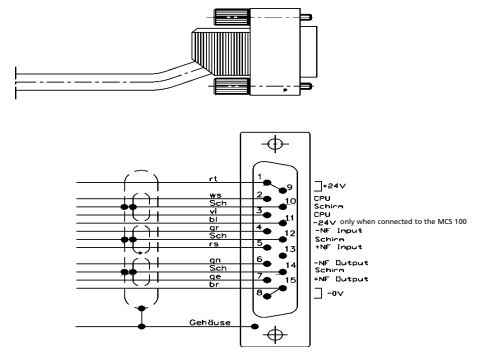 1
rt
9
+24V
ws
2
CPU
Sch
10
Schirm
vi
3
CPU
bl
11
-24V only when connected to the MCS 100
gr
4
-NF Input
Sch
12
Schirm
rs
5
+NF Input
13
gn
6
-NF Output
Sch
14
Schirm
ge
7
+NF Output
br
15
8
-0V
Gehäuse